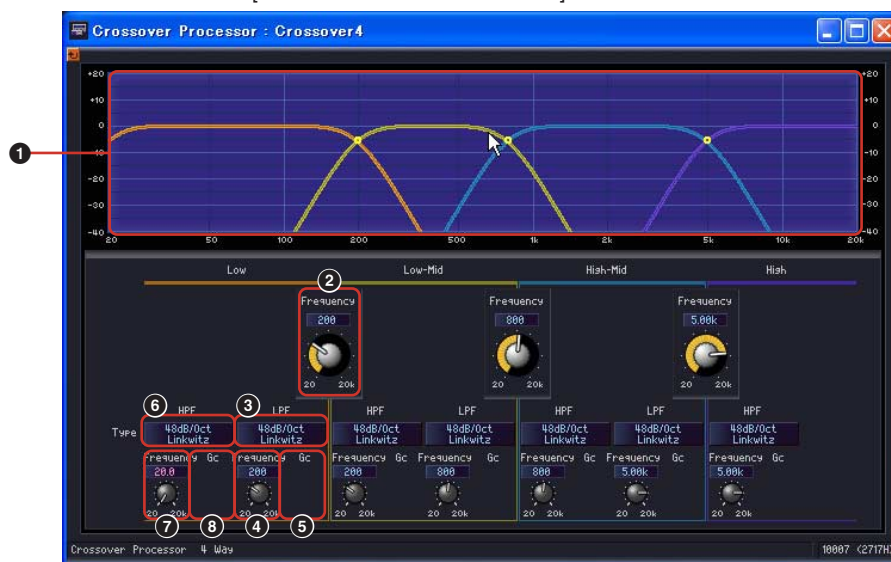 Crossover Processor : Crossover4
+20 +20
+10 +10
0 0
-10 -10
-20 -20
-30 -30
-40 -40
20 50 100 200 500 1k 2k 5k 10k 20k
1
Low Low-Mid High-Mid High
2
Frequency Frequency Frequency
200 800 5.00k
20 20k 20 20k 20 20k
6 3
HPF LPF HPF LPF HPF LPF HPF
Type 48dB/Oct 48dB/Oct 48dB/Oct 48dB/Oct 48dB/Oct 48dB/Oct 48dB/Oct
Linkwitz Linkwitz Linkwitz Linkwitz Linkwitz Linkwitz Linkwitz
Frequency Gc Frequency Gc Frequency Gc Frequency Gc Frequency Gc Frequency Gc Frequency Gc
20.0 200 200 800 800 5.00k 5.00k
20 20k 20 20k 20 20k 20 20k 20 20k 20 20k 20 20k
7 8 4 5
Crossover Processor 4 Way 10007 <2717H